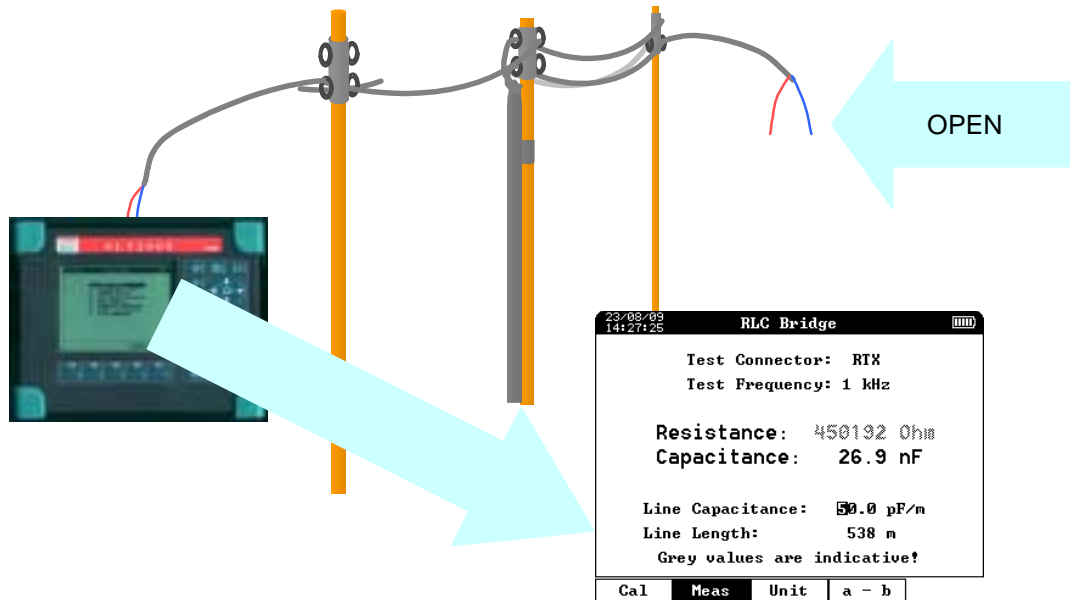 OPEN
23/08/09
14:27:25
RLC Bridge
Test Connector: RTX
Test Frequency: 1 kHz
Resistance: 450192 Ohm
Capacitance: 26.9 nF
Line Capacitance: 50.0 pF/m
Line Length: 538 m
Grey values are indicative!
Cal Meas Unit a - b